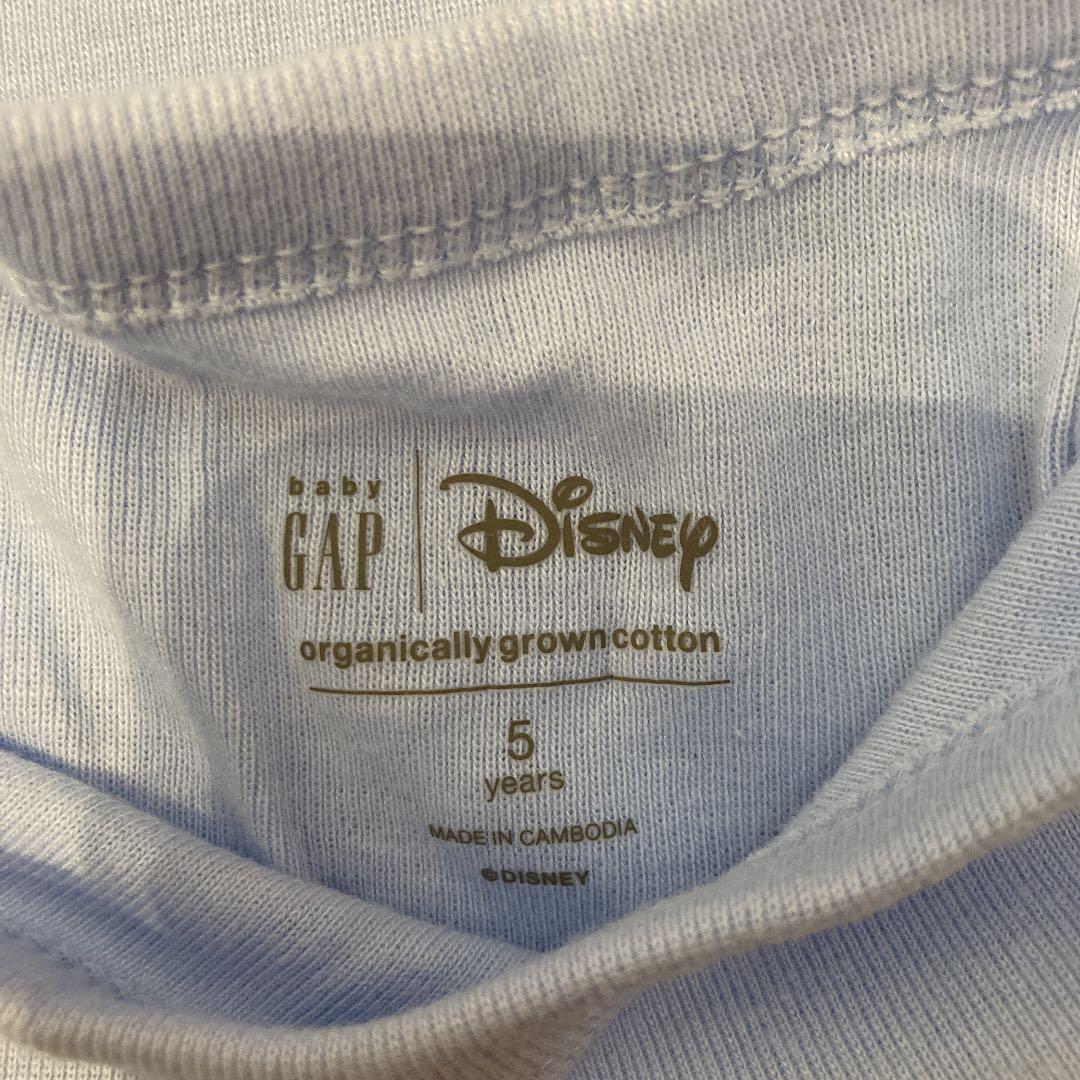 baby
GAP
Disney
organically grown cotton
5
years
MADE IN CAMBODIA
©DISNEY